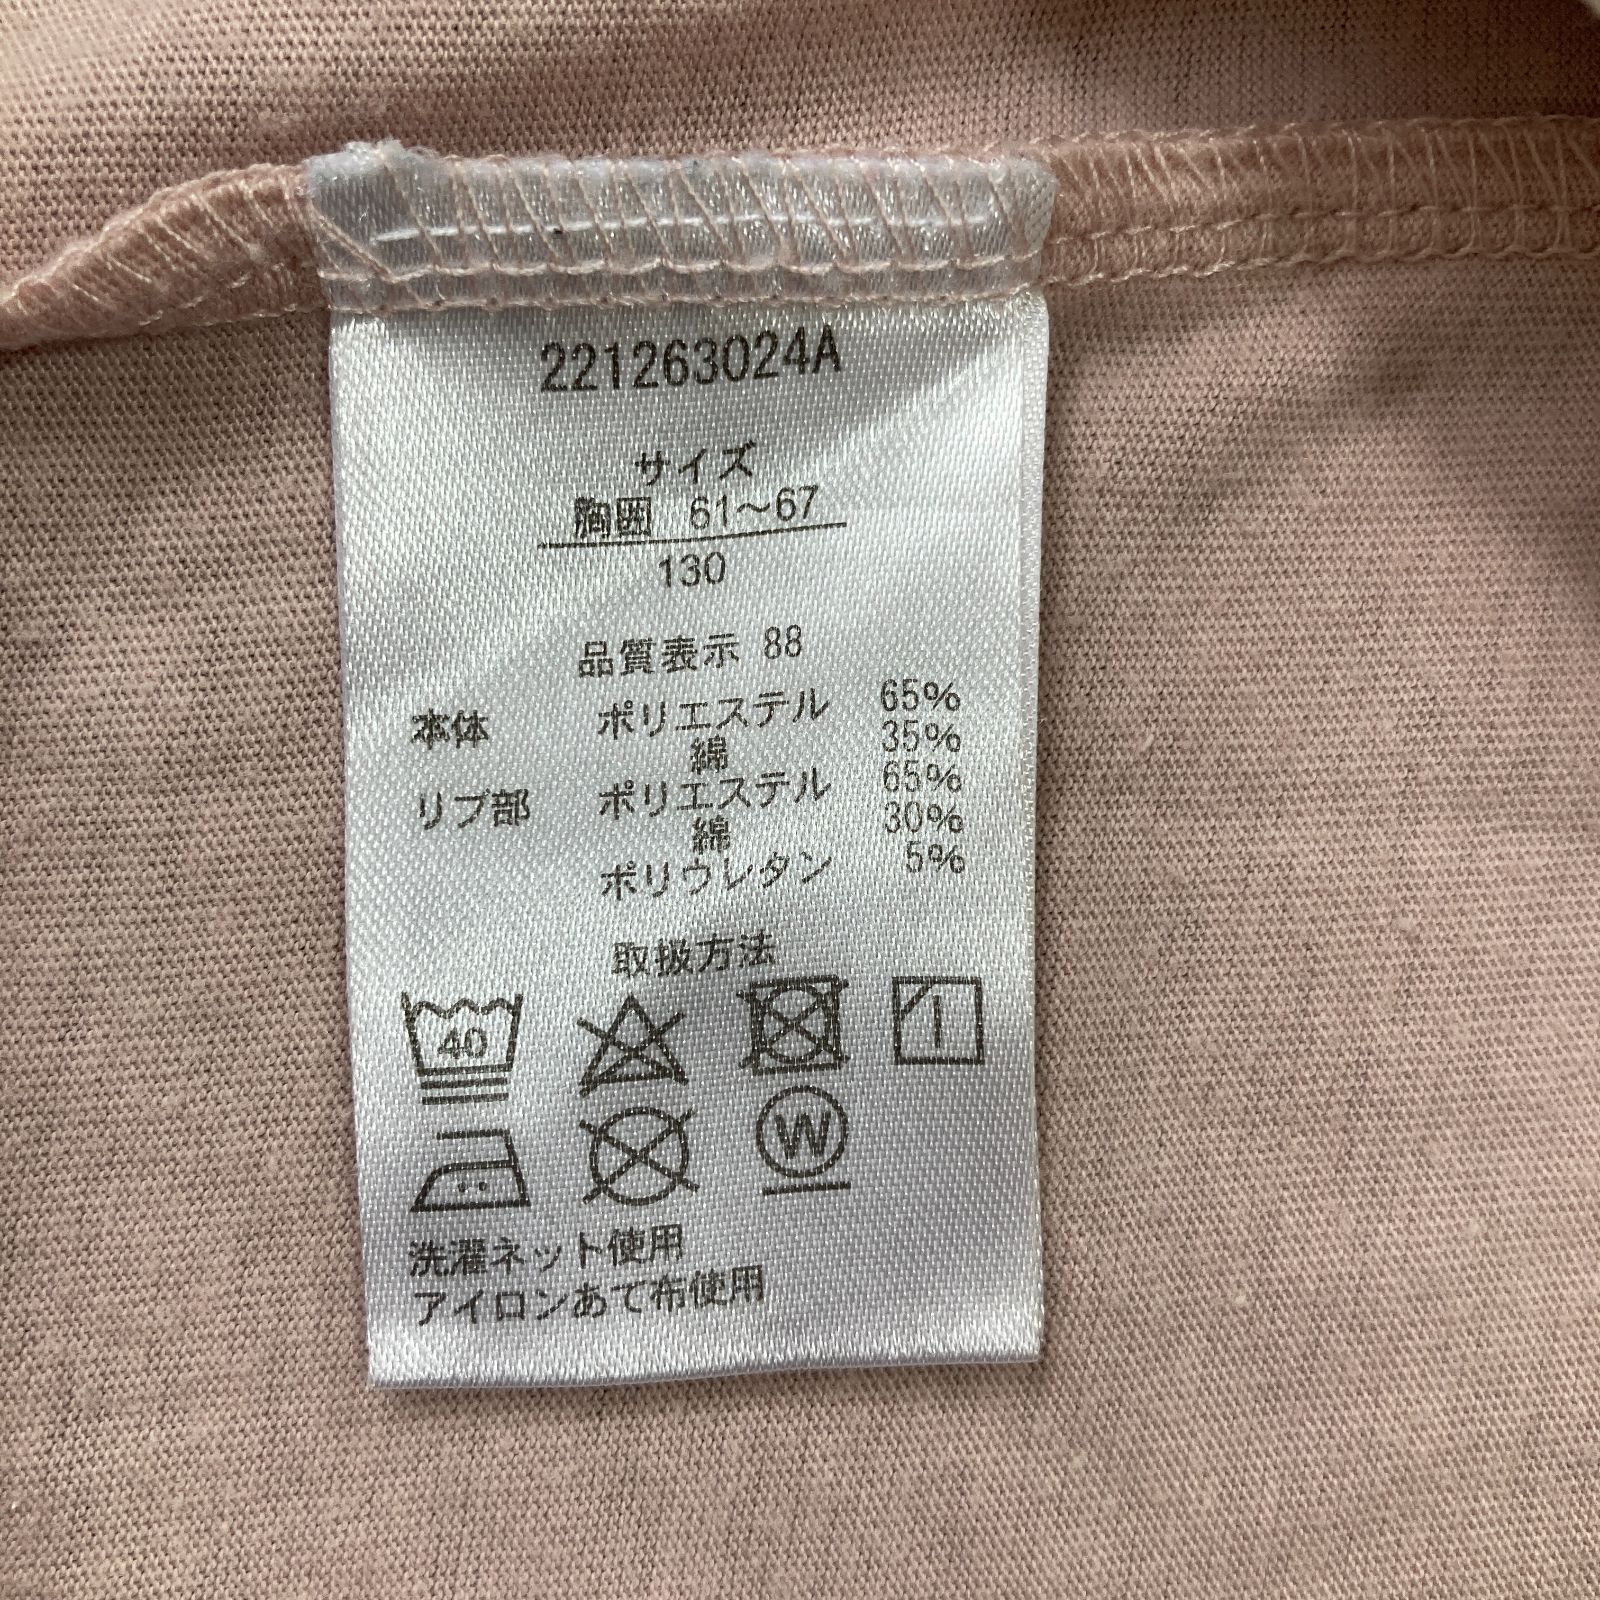 221263024A
サイズ
胸囲 61～67
130
品質表示 88
本体 ポリエステル 65%
綿 35%
リブ部 ポリエステル 65%
綿 30%
ポリウレタン 5%
取扱方法
40
W
洗濯ネット使用
アイロンあて布使用